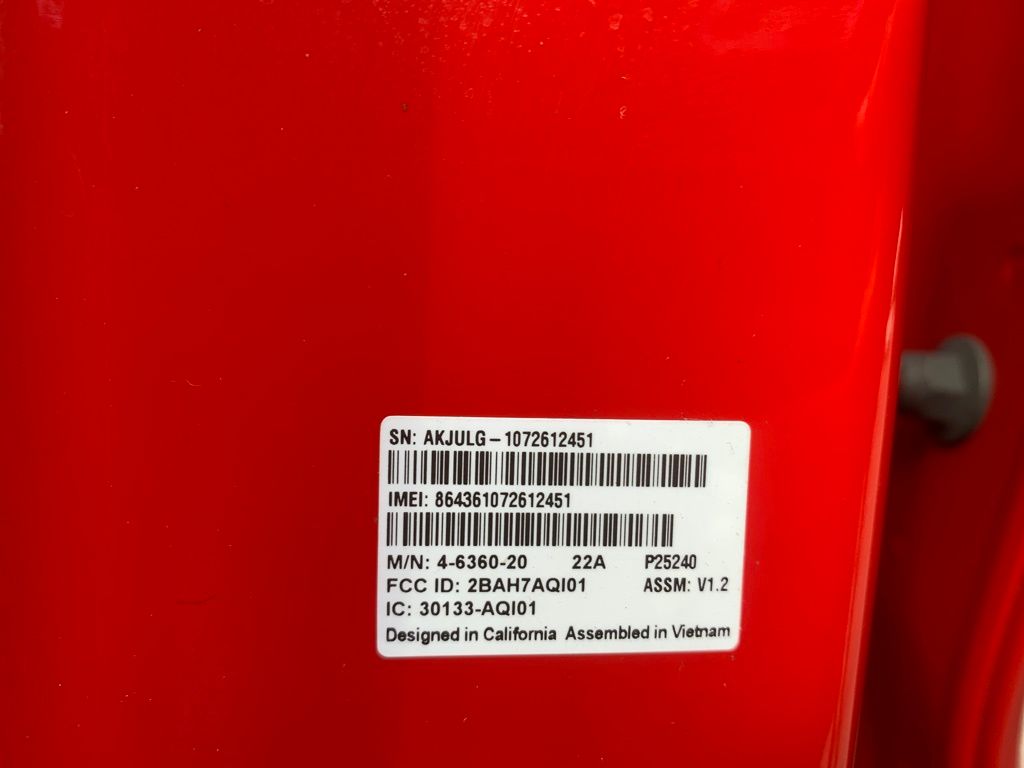 SN: AKJULG-1072612451
IMEI: 864361072612451
M/N: 4-6360-20 22A P25240
FCC ID: 2BAH7AQI01 ASSM: V1.2
IC: 30133-AQI01
Designed in California Assembled in Vietnam